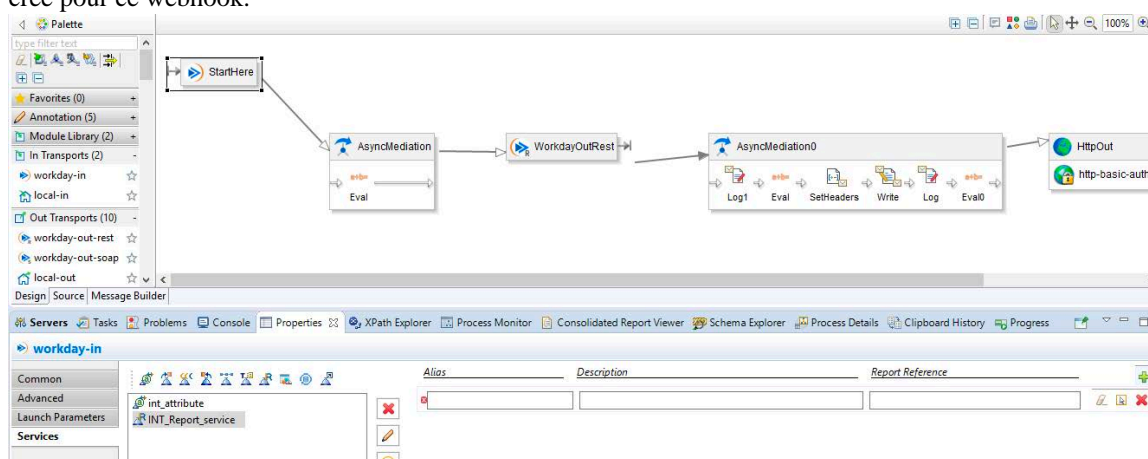 créé pour ce webhook.
Palette
100%
type filter text
StartHere
Favorites (0)
Annotation (5)
Module Library (2)
In Transports (2)
workday-in
local-in
Out Transports (10)
workday-out-rest
workday-out-soap
local-out
AsyncMediation
Eval
WorkdayOutRest
AsyncMediation0
Log1 Eval SetHeaders Write Log Eval0
HttpOut
http-basic-auth
Design Source Message Builder
Servers Tasks Problems Console Properties XPath Explorer Process Monitor Consolidated Report Viewer Schema Explorer Process Details Clipboard History Progress
workday-in
Common
Advanced
Launch Parameters
Services
int_attribute
INT_Report_service
Alias Description Report Reference